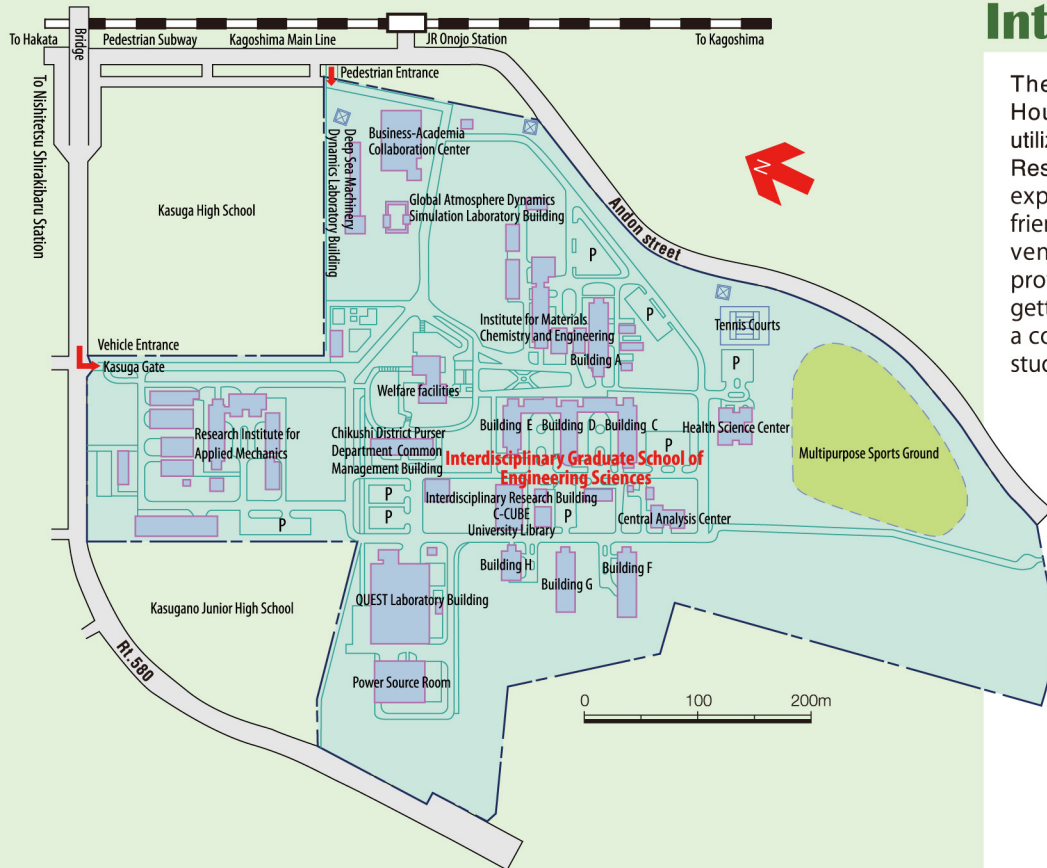 To Hakata
Bridge
Pedestrian Subway
Kagoshima Main Line
JR Onojo Station
To Kagoshima
To Nishitetsu Shirakibaru Station
Pedestrian Entrance
Int
The
Hou
utiliz
Res
exp
frien
ven
pro
gett
a co
stud
Business-Academia
Collaboration Center
Deep Sea Machinery
Dynamics Laboratory Building
Kasuga High School
Global Atmosphere Dynamics
Simulation Laboratory Building
N
Andon street
P
P
Institute for Materials
Chemistry and Engineering
Building A
Tennis Courts
P
Vehicle Entrance
Kasuga Gate
Welfare facilities
Research Institute for
Applied Mechanics
Chikushi District Purser
Department Common
Management Building
Building E
Building D
Building C
P
Health Science Center
Multipurpose Sports Ground
Interdisciplinary Graduate School of
Engineering Sciences
P
P
P
Interdisciplinary Research Building
C-CUBE
University Library
P
Central Analysis Center
Building H
Building G
Building F
Kasugano Junior High School
QUEST Laboratory Building
Rt.580
Power Source Room
0 100 200m